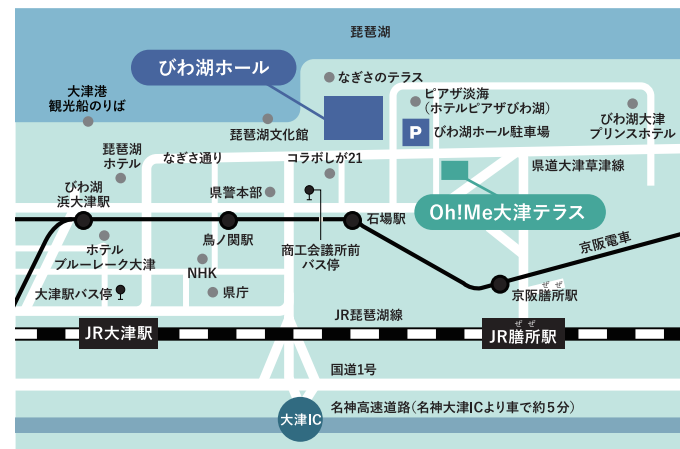 琵琶湖
びわ湖ホール
なぎさのテラス
大津港
観光船のりば
ピアザ淡海
(ホテルピアザびわ湖)
びわ湖大津
プリンスホテル
P
びわ湖ホール駐車場
琵琶湖文化館
琵琶湖
ホテル
なぎさ通り
コラボしが21
県道大津草津線
びわ湖
浜大津駅
県警本部
Oh!Me大津テラス
石場駅
島ノ関駅
商工会議所前
バス停
京阪電車
ホテル
ブルーレーク大津
NHK
大津駅バス停
県庁
ぜぜ
京阪膳所駅
JR琵琶湖線
JR大津駅
ぜぜ
JR膳所駅
国道1号
大津IC
名神高速道路(名神大津ICより車で約5分)